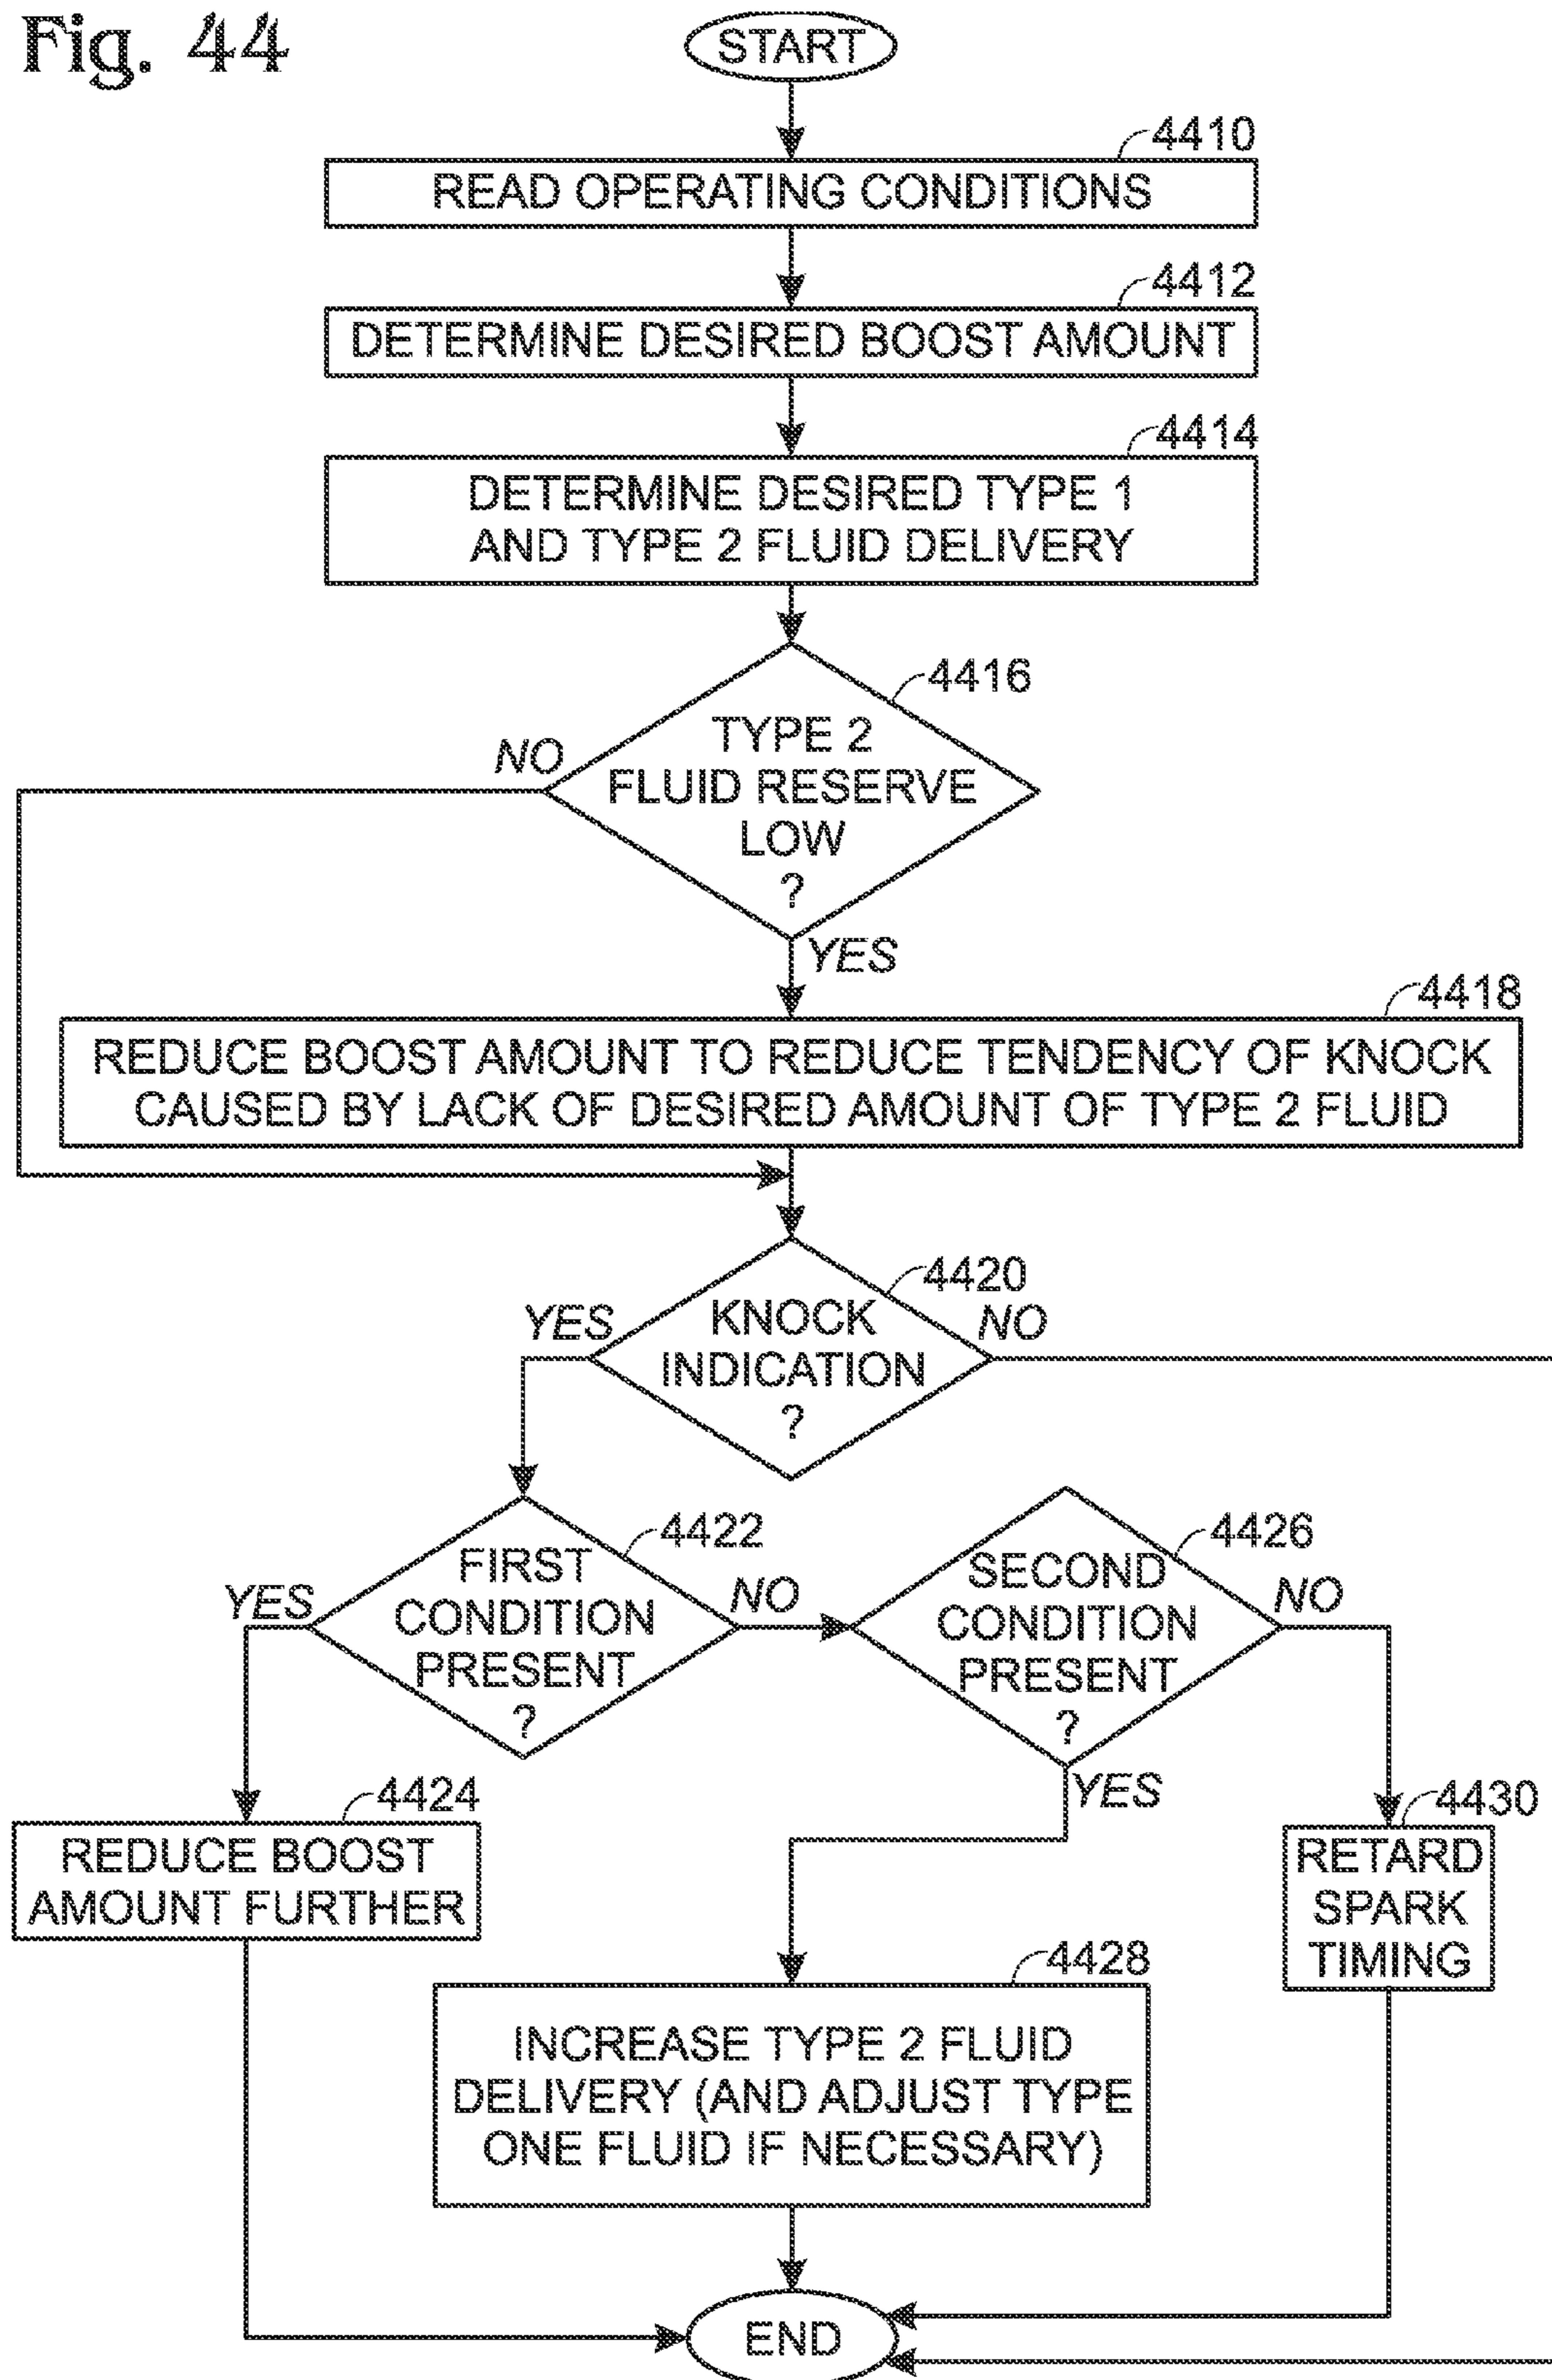 Fig. 44
START
4410
READ OPERATING CONDITIONS
4412
DETERMINE DESIRED BOOST AMOUNT
4414
DETERMINE DESIRED TYPE 1
AND TYPE 2 FLUID DELIVERY
4416
TYPE 2
FLUID RESERVE
LOW
?
NO
YES
4418
REDUCE BOOST AMOUNT TO REDUCE TENDENCY OF KNOCK
CAUSED BY LACK OF DESIRED AMOUNT OF TYPE 2 FLUID
4420
KNOCK
INDICATION
?
YES
NO
4422
FIRST
CONDITION
PRESENT
?
YES
NO
4426
SECOND
CONDITION
PRESENT
?
NO
YES
4424
REDUCE BOOST
AMOUNT FURTHER
4430
RETARD
SPARK
TIMING
4428
INCREASE TYPE 2 FLUID
DELIVERY (AND ADJUST TYPE
ONE FLUID IF NECESSARY)
END